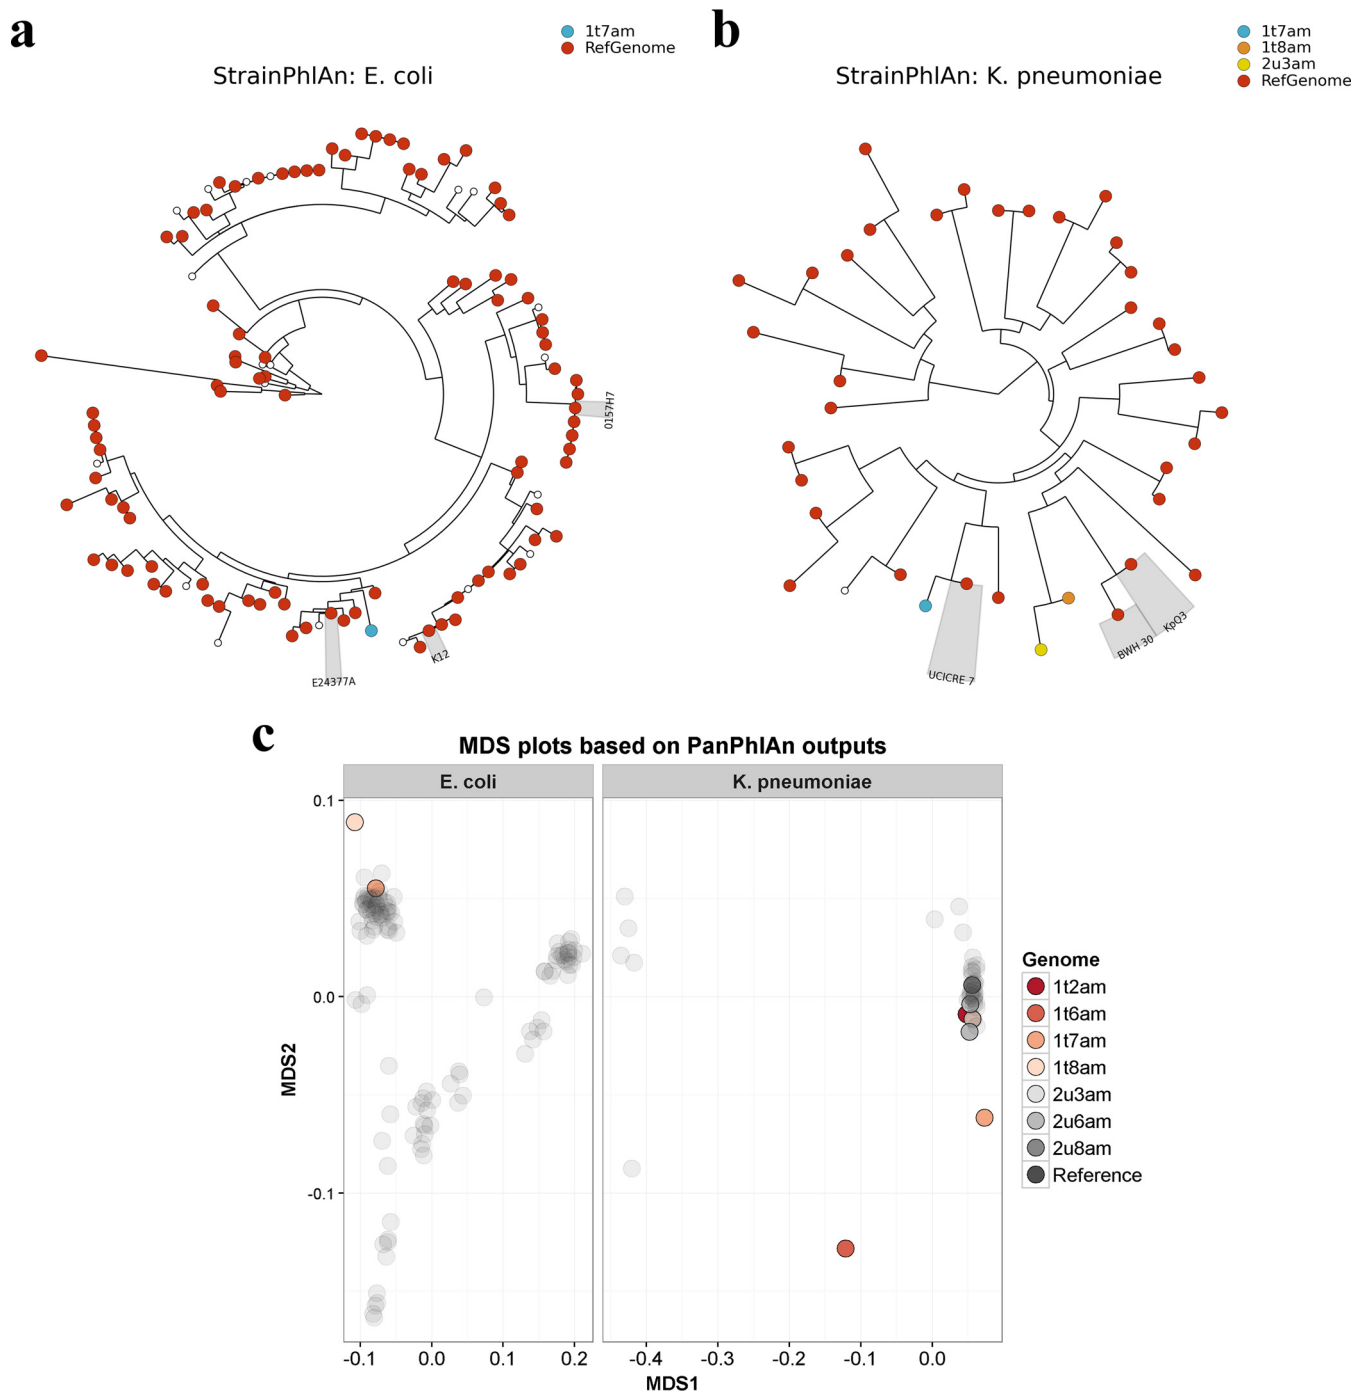 a
1t7am
RefGenome
StrainPhlAn: E. coli
O157H7
K12
E24377A
b
1t7am
1t8am
2u3am
RefGenome
StrainPhlAn: K. pneumoniae
KpQ3
BWH 30
UCICRE 7
c
MDS plots based on PanPhlAn outputs
E. coli
K. pneumoniae
0.1
0.0
-0.1
MDS2
-0.1 0.0 0.1 0.2
-0.4 -0.3 -0.2 -0.1 0.0
MDS1
Genome
1t2am
1t6am
1t7am
1t8am
2u3am
2u6am
2u8am
Reference